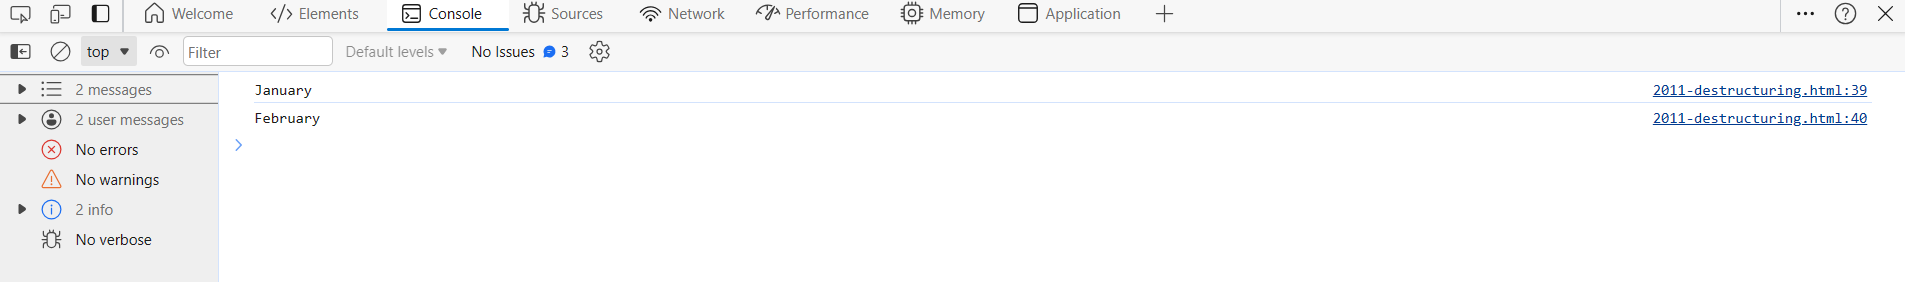 Welcome Elements Console Sources Network Performance Memory Application
top Filter Default levels No Issues 3
2 messages
2 user messages
No errors
No warnings
2 info
No verbose
January 2011-destructuring.html:39
February 2011-destructuring.html:40